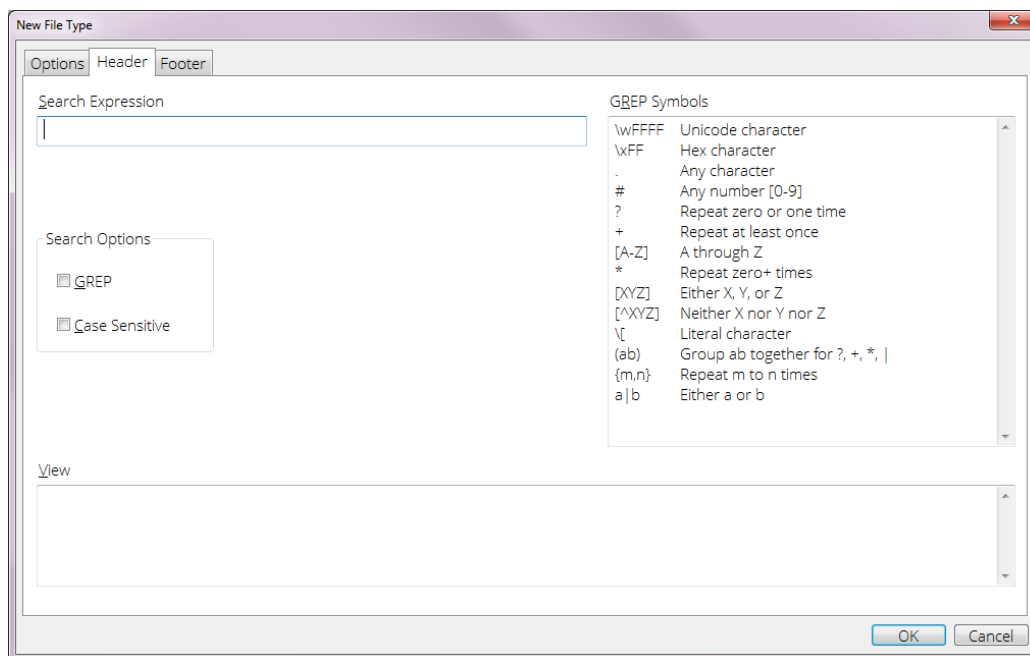 New File Type
x
Options Header Footer
Search Expression
GREP Symbols
\wFFFF Unicode character
\xFF Hex character
. Any character
# Any number [0-9]
? Repeat zero or one time
+ Repeat at least once
[A-Z] A through Z
* Repeat zero+ times
[XYZ] Either X, Y, or Z
[^XYZ] Neither X nor Y nor Z
\[ Literal character
(ab) Group ab together for ?, +, *, |
{m,n} Repeat m to n times
a|b Either a or b
Search Options
GREP
Case Sensitive
View
OK Cancel